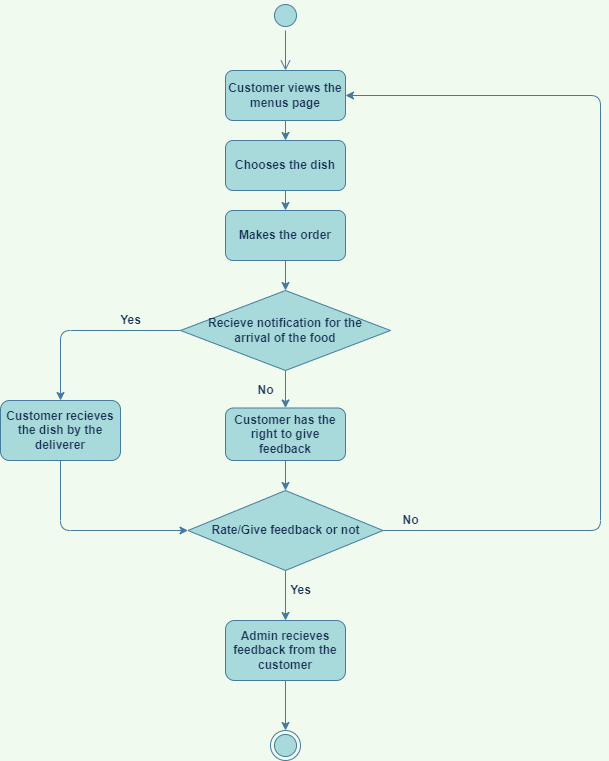 Customer views the
menus page
Chooses the dish
Makes the order
Recieve notification for the
arrival of the food
Yes
No
Customer recieves
the dish by the
deliverer
Customer has the
right to give
feedback
Rate/Give feedback or not
No
Yes
Admin recieves
feedback from the
customer